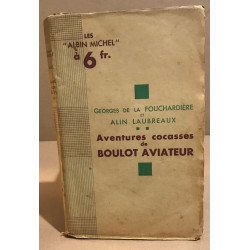 LES
"ALBIN MICHEL"
à 6 fr.
GEORGES DE LA FOUCHARDIÈRE
ET
ALIN LAUBREAUX
Aventures cocasses
de
BOULOT AVIATEUR